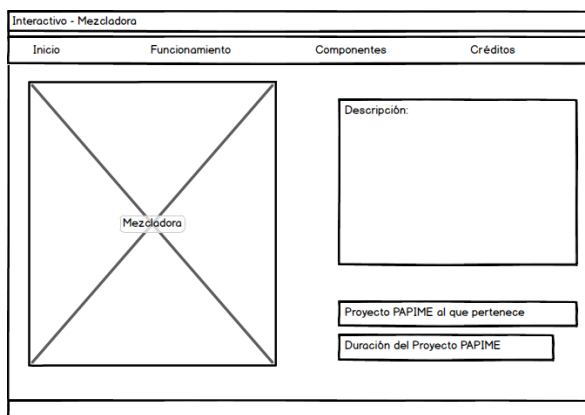 Interactivo - Mezcladora
Inicio Funcionamiento Componentes Créditos
Descripción:
Mezcladora
Proyecto PAPIME al que pertenece
Duración del Proyecto PAPIME